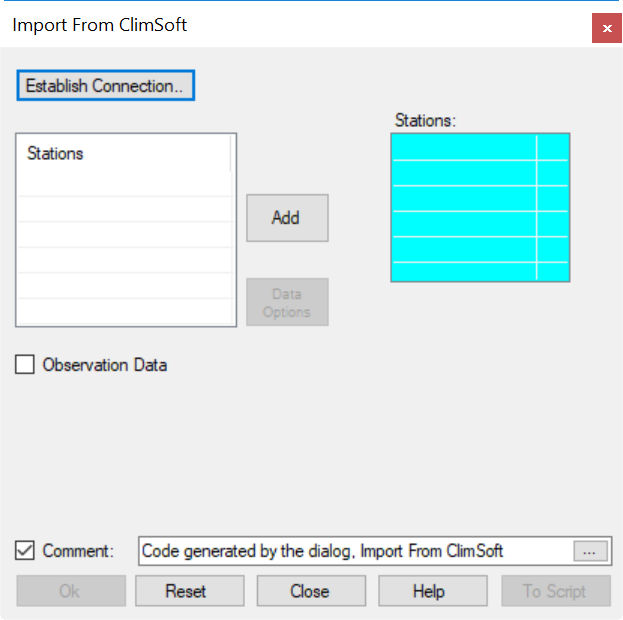 Import From ClimSoft
Establish Connection..
Stations:
Stations
Add
Data
Options
Observation Data
Comment:
Code generated by the dialog, Import From ClimSoft
...
Ok
Reset
Close
Help
To Script